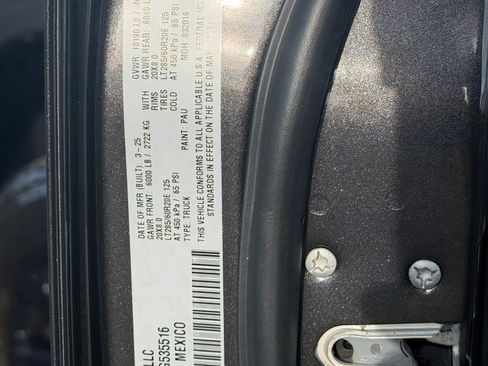 LLC
G535516
MEXICO
DATE OF MFR (BUILT) 3-25
GVWR: 10190 LB /
GAWR FRONT: 6000 LB / 2722 KG WITH
20X8.0 RIMS
LT285/60R20E 125 TIRES
AT 450 kPa / 65 PSI COLD
GAWR REAR: 6040
20X8.0
LT285/60R20E 125
AT 450 kPa / 65 PSI
TYPE: TRUCK PAINT: PAU MDH: 032016
THIS VEHICLE CONFORMS TO ALL APPLICABLE U.S.A. FEDERAL
STANDARDS IN EFFECT ON THE DATE OF